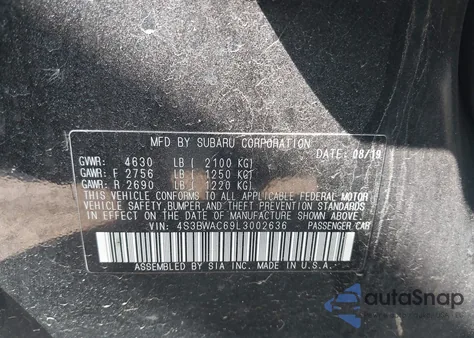 MFD BY SUBARU CORPORATION
GVWR: 4630 LB ( 2100 KG) DATE: 08/19
GAWR: F 2756 LB ( 1250 KG)
GAWR: R 2690 LB ( 1220 KG)
THIS VEHICLE CONFORMS TO ALL APPLICABLE FEDERAL MOTOR
VEHICLE SAFETY, BUMPER, AND THEFT PREVENTION STANDARDS
IN EFFECT ON THE DATE OF MANUFACTURE SHOWN ABOVE.
VIN: 4S3BWAC69L3002636 PASSENGER CAR
ASSEMBLED BY SIA INC. MADE IN U.S.A.
autoSnap